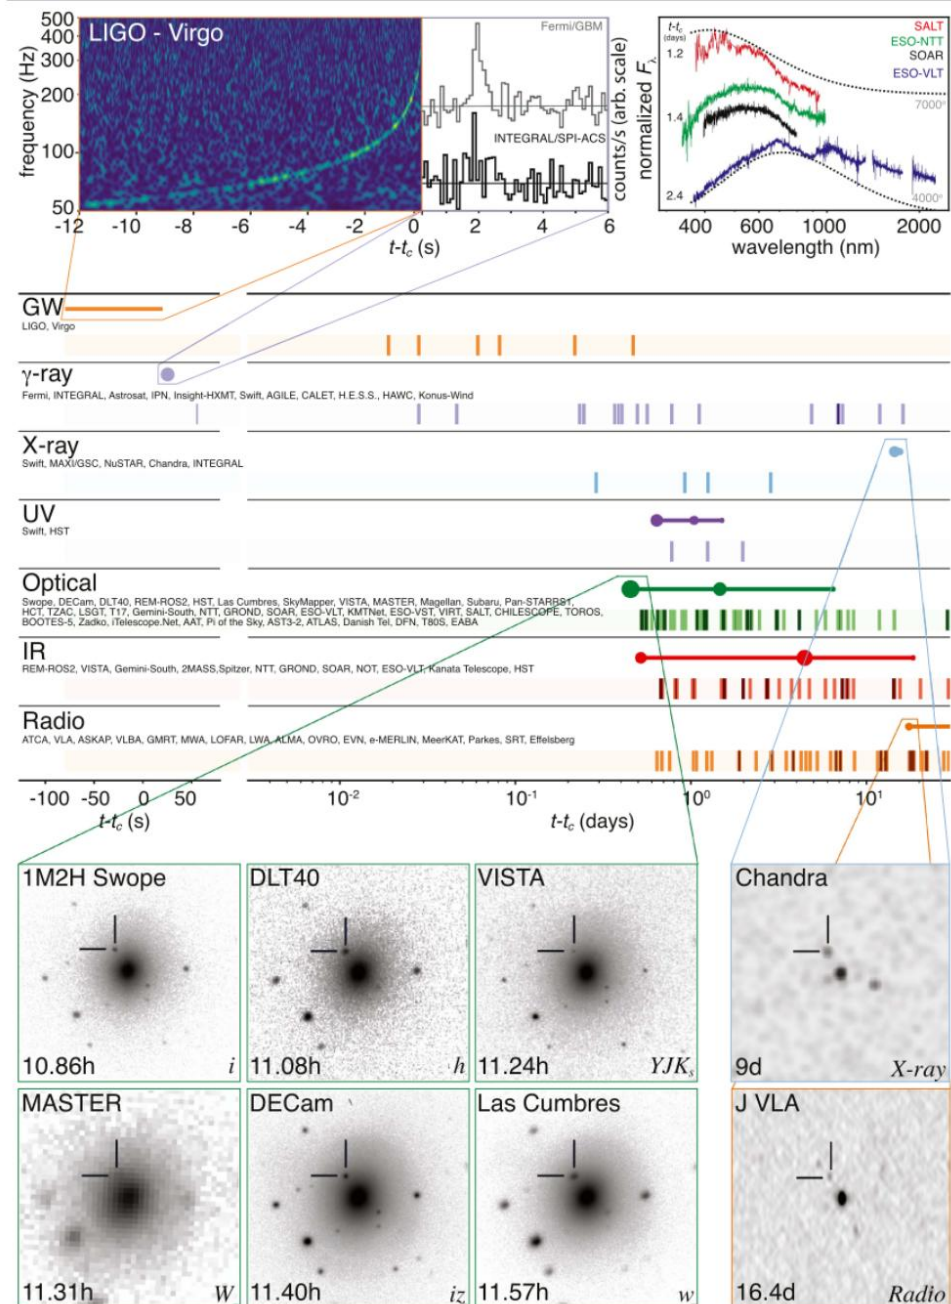 LIGO - Virgo
frequency (Hz)
500
400
300
200
100
50
-12 -10 -8 -6 -4 -2 0 2 4 6
t-tc (s)
Fermi/GBM
INTEGRAL/SPI-ACS
counts/s (arb. scale)
normalized Fλ
t-tc
(days)
1.2
1.4
2.4
SALT
ESO-NTT
SOAR
ESO-VLT
7000°
4000°
400 600 1000 2000
wavelength (nm)
GW
LIGO, Virgo
γ-ray
Fermi, INTEGRAL, Astrosat, IPN, Insight-HXMT, Swift, AGILE, CALET, H.E.S.S., HAWC, Konus-Wind
X-ray
Swift, MAXI/GSC, NuSTAR, Chandra, INTEGRAL
UV
Swift, HST
Optical
Swope, DECam, DLT40, REM-ROS2, HST, Las Cumbres, SkyMapper, VISTA, MASTER, Magellan, Subaru, Pan-STARRS1,
HCT, TZAC, LSGT, T17, Gemini-South, NTT, GROND, SOAR, ESO-VLT, KMTNet, ESO-VST, VIRT, SALT, CHILESCOPE, TOROS,
BOOTES-5, Zadko, iTelescope.Net, AAT, Pi of the Sky, AST3-2, ATLAS, Danish Tel, DFN, T80S, EABA
IR
REM-ROS2, VISTA, Gemini-South, 2MASS,Spitzer, NTT, GROND, SOAR, NOT, ESO-VLT, Kanata Telescope, HST
Radio
ATCA, VLA, ASKAP, VLBA, GMRT, MWA, LOFAR, LWA, ALMA, OVRO, EVN, e-MERLIN, MeerKAT, Parkes, SRT, Effelsberg
-100 -50 0 50 10⁻² 10⁻¹ 10⁰ 10¹
t-tc (s) t-tc (days)
1M2H Swope
10.86h i
DLT40
11.08h h
VISTA
11.24h YJKs
Chandra
9d X-ray
MASTER
11.31h W
DECam
11.40h iz
Las Cumbres
11.57h w
J VLA
16.4d Radio